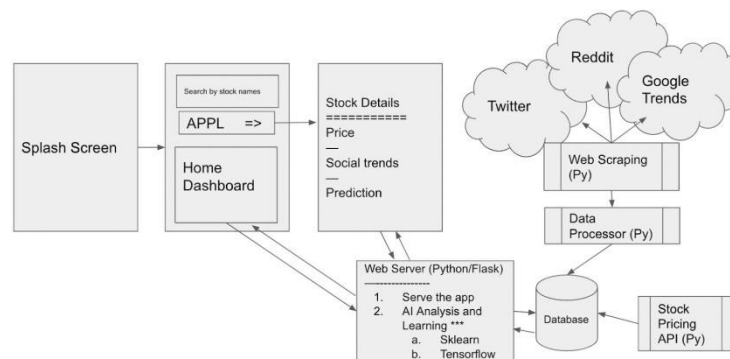 Splash Screen
Search by stock names
APPL =>
Home
Dashboard
Stock Details
===========
Price
—
Social trends
—
Prediction
Twitter
Reddit
Google
Trends
Web Scraping
(Py)
Data
Processor (Py)
Web Server (Python/Flask)
-----------------
1. Serve the app
2. AI Analysis and
Learning ***
a. Sklearn
b. Tensorflow
Database
Stock
Pricing
API (Py)